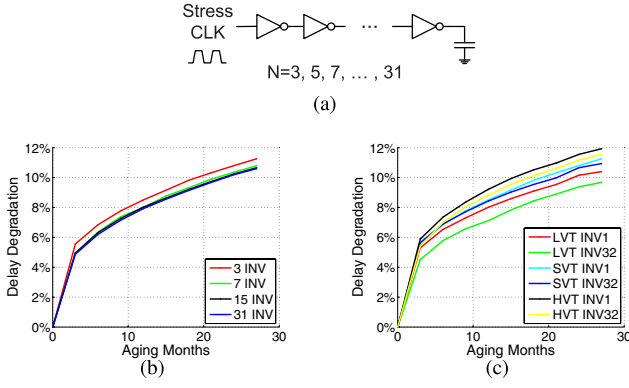 Stress
CLK
...
N=3, 5, 7, ... , 31
(a)
12%
10%
8%
6%
4%
2%
0%
0
10
20
30
Delay Degradation
Aging Months
3 INV
7 INV
15 INV
31 INV
(b)
12%
10%
8%
6%
4%
2%
0%
0
10
20
30
Delay Degradation
Aging Months
LVT INV1
LVT INV32
SVT INV1
SVT INV32
HVT INV1
HVT INV32
(c)